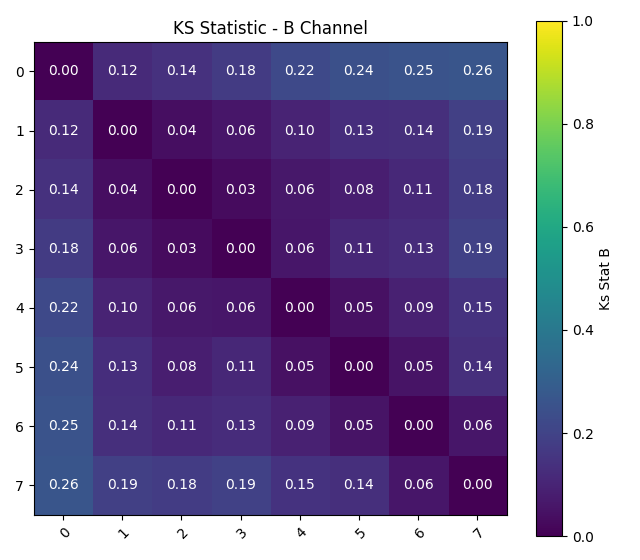 KS Statistic - B Channel
0 0.00 0.12 0.14 0.18 0.22 0.24 0.25 0.26
1 0.12 0.00 0.04 0.06 0.10 0.13 0.14 0.19
2 0.14 0.04 0.00 0.03 0.06 0.08 0.11 0.18
3 0.18 0.06 0.03 0.00 0.06 0.11 0.13 0.19
4 0.22 0.10 0.06 0.06 0.00 0.05 0.09 0.15
5 0.24 0.13 0.08 0.11 0.05 0.00 0.05 0.14
6 0.25 0.14 0.11 0.13 0.09 0.05 0.00 0.06
7 0.26 0.19 0.18 0.19 0.15 0.14 0.06 0.00
0 1 2 3 4 5 6 7
1.0
0.8
0.6
0.4
0.2
0.0
Ks Stat B